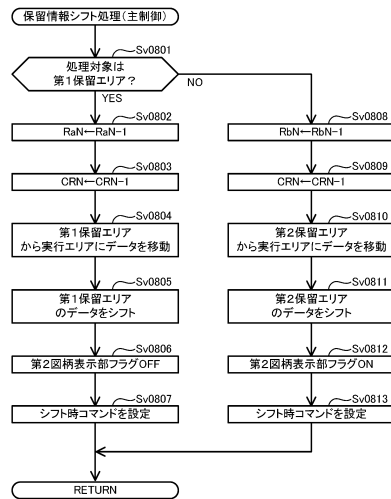 保留情報シフト処理(主制御)
Sv0801
処理対象は
第1保留エリア?
NO
YES
Sv0802
RaN←RaN-1
Sv0803
CRN←CRN-1
Sv0804
第1保留エリア
から実行エリアにデータを移動
Sv0805
第1保留エリア
のデータをシフト
Sv0806
第2図柄表示部フラグOFF
Sv0807
シフト時コマンドを設定
Sv0808
RbN←RbN-1
Sv0809
CRN←CRN-1
Sv0810
第2保留エリア
から実行エリアにデータを移動
Sv0811
第2保留エリア
のデータをシフト
Sv0812
第2図柄表示部フラグON
Sv0813
シフト時コマンドを設定
RETURN